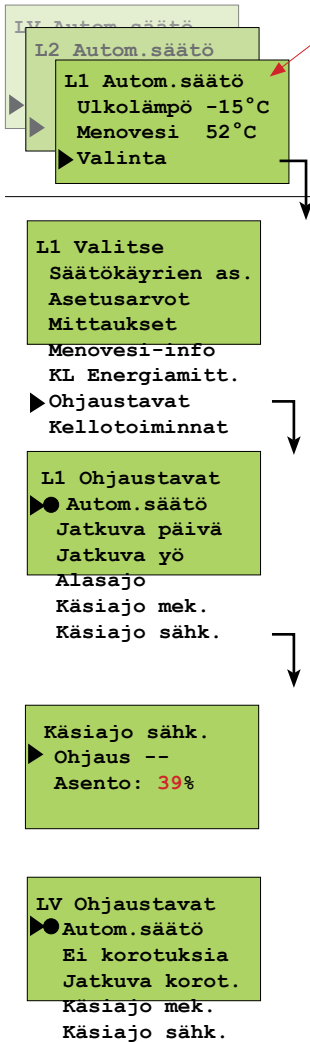 LV Autom.säätö
L2 Autom.säätö
L1 Autom.säätö
Ulkolämpö -15°C
Menovesi 52°C
Valinta
L1 Valitse
Säätökäyrien as.
Asetusarvot
Mittaukset
Menovesi-info
KL Energiamitt.
Ohjaustavat
Kellotoiminnat
L1 Ohjaustavat
Autom.säätö
Jatkuva päivä
Jatkuva yö
Alasajo
Käsiajo mek.
Käsiajo sähk.
Käsiajo sähk.
Ohjaus --
Asento: 39%
LV Ohjaustavat
Autom.säätö
Ei korotuksia
Jatkuva korot.
Käsiajo mek.
Käsiajo sähk.